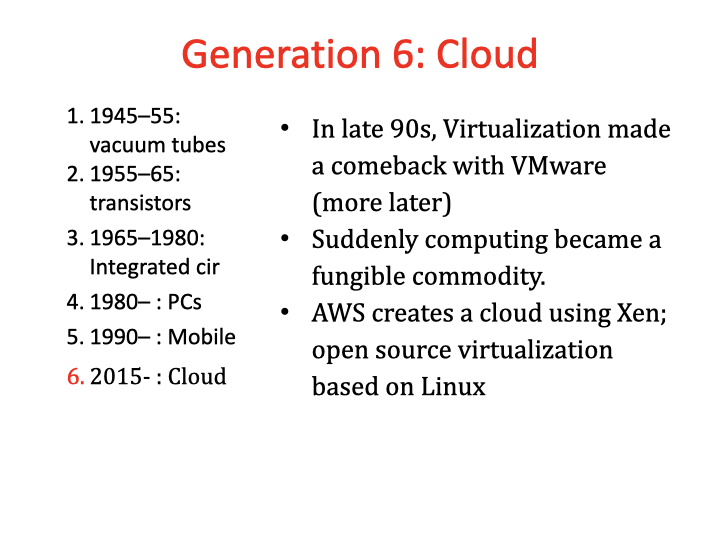 Generation 6: Cloud
1. 1945–55:
vacuum tubes
2. 1955–65:
transistors
3. 1965–1980:
Integrated cir
4. 1980– : PCs
5. 1990– : Mobile
6. 2015- : Cloud
• In late 90s, Virtualization made
a comeback with VMware
(more later)
• Suddenly computing became a
fungible commodity.
• AWS creates a cloud using Xen;
open source virtualization
based on Linux